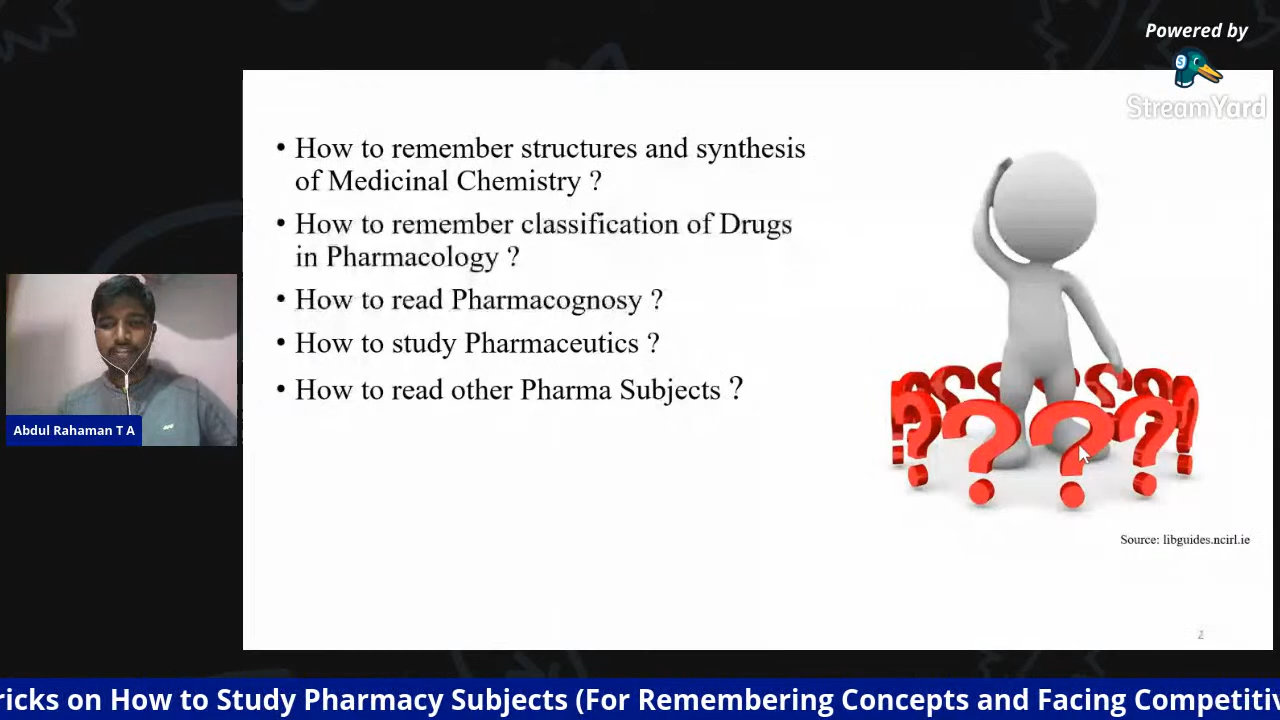 Powered by
StreamYard
• How to remember structures and synthesis
of Medicinal Chemistry ?
• How to remember classification of Drugs
in Pharmacology ?
• How to read Pharmacognosy ?
• How to study Pharmaceutics ?
• How to read other Pharma Subjects ?
Abdul Rahaman T A
Source: libguides.ncirl.ie
2
ricks on How to Study Pharmacy Subjects (For Remembering Concepts and Facing Competitiv